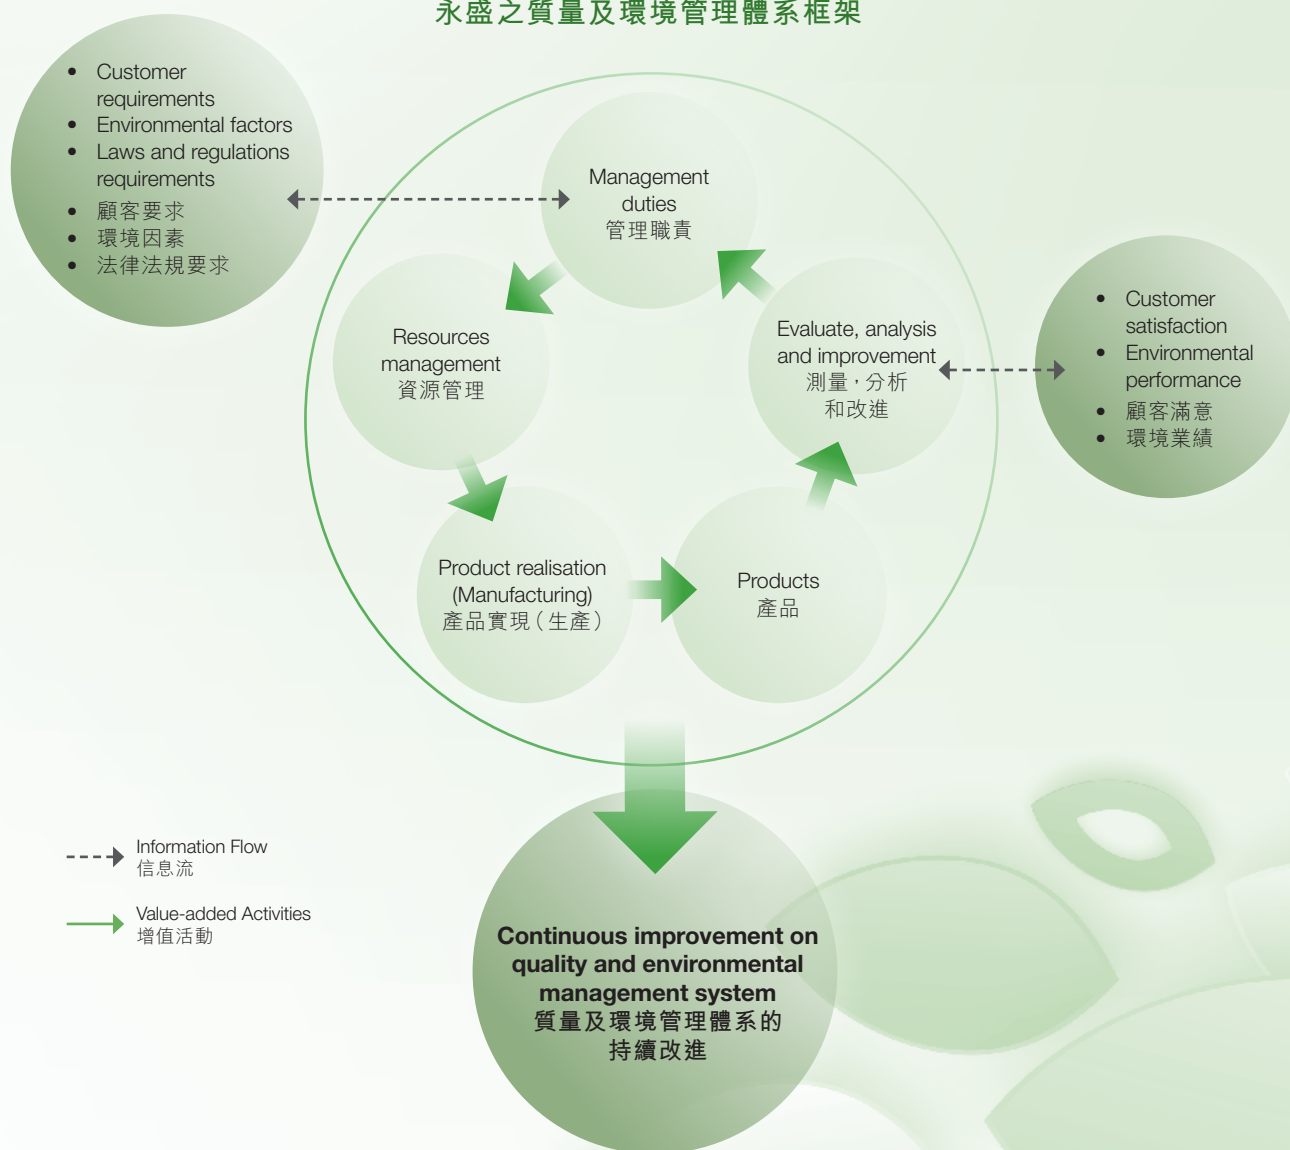 永盛之質量及環境管理體系框架
• Customer
requirements
• Environmental factors
• Laws and regulations
requirements
• 顧客要求
• 環境因素
• 法律法規要求
Management
duties
管理職責
Resources
management
資源管理
Evaluate, analysis
and improvement
測量，分析
和改進
• Customer
satisfaction
• Environmental
performance
• 顧客滿意
• 環境業績
Product realisation
(Manufacturing)
產品實現（生產）
Products
產品
Information Flow
信息流
Value-added Activities
增值活動
Continuous improvement on
quality and environmental
management system
質量及環境管理體系的
持續改進